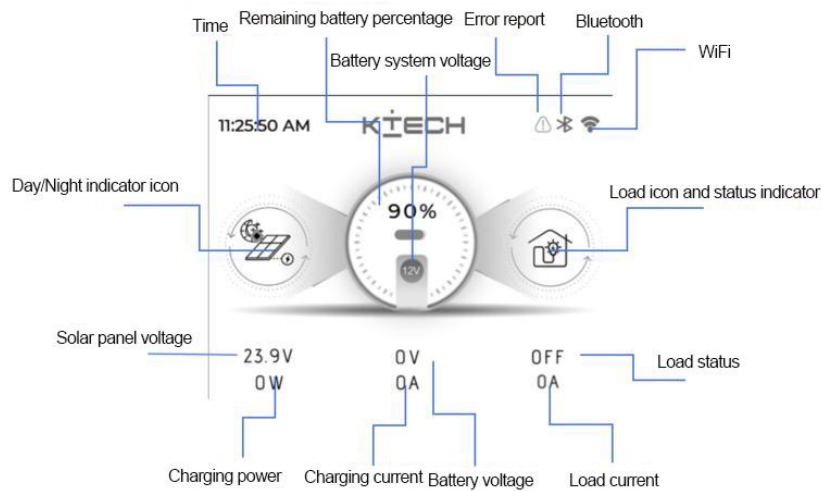 Time
Remaining battery percentage
Error report
Bluetooth
Battery system voltage
WiFi
11:25:50 AM
KTECH
90%
Day/Night indicator icon
Load icon and status indicator
12V
Solar panel voltage
23.9V
0V
OFF
Load status
0W
0A
0A
Charging power
Charging current
Battery voltage
Load current